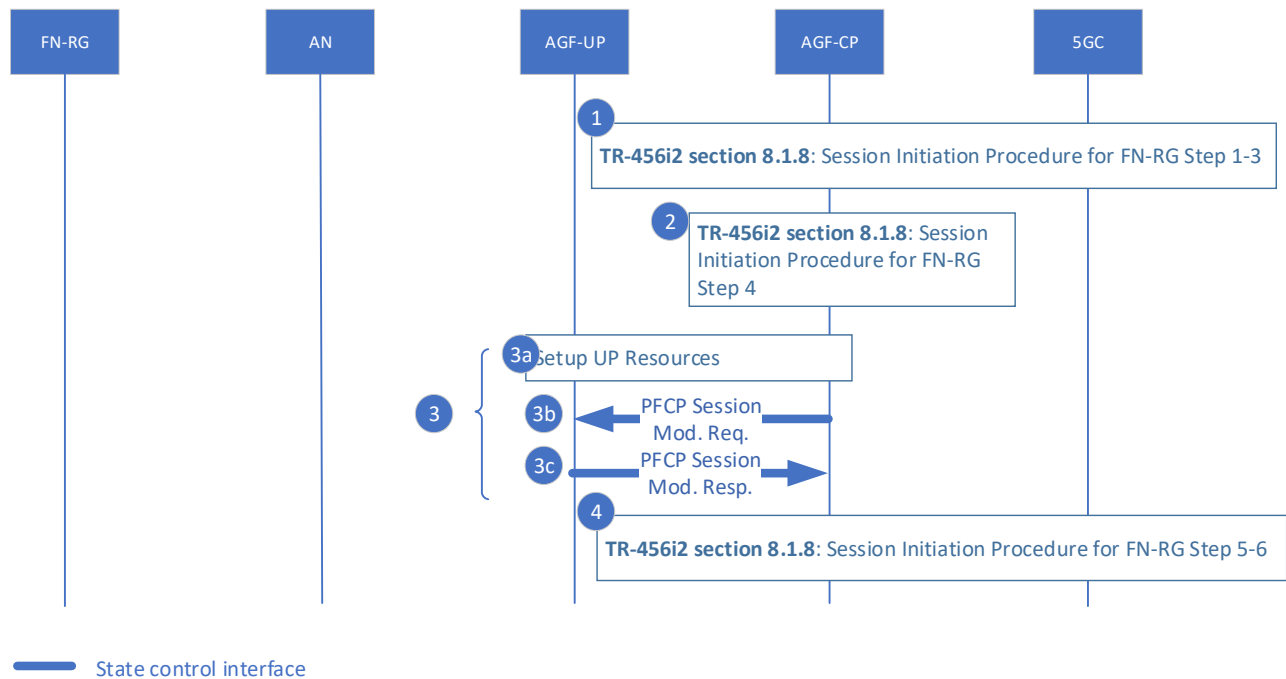 FN-RG
AN
AGF-UP
AGF-CP
5GC
1
TR-456i2 section 8.1.8: Session Initiation Procedure for FN-RG Step 1-3
2
TR-456i2 section 8.1.8: Session
Initiation Procedure for FN-RG
Step 4
3a
Setup UP Resources
3
3b
PFCP Session
Mod. Req.
3c
PFCP Session
Mod. Resp.
4
TR-456i2 section 8.1.8: Session Initiation Procedure for FN-RG Step 5-6
State control interface